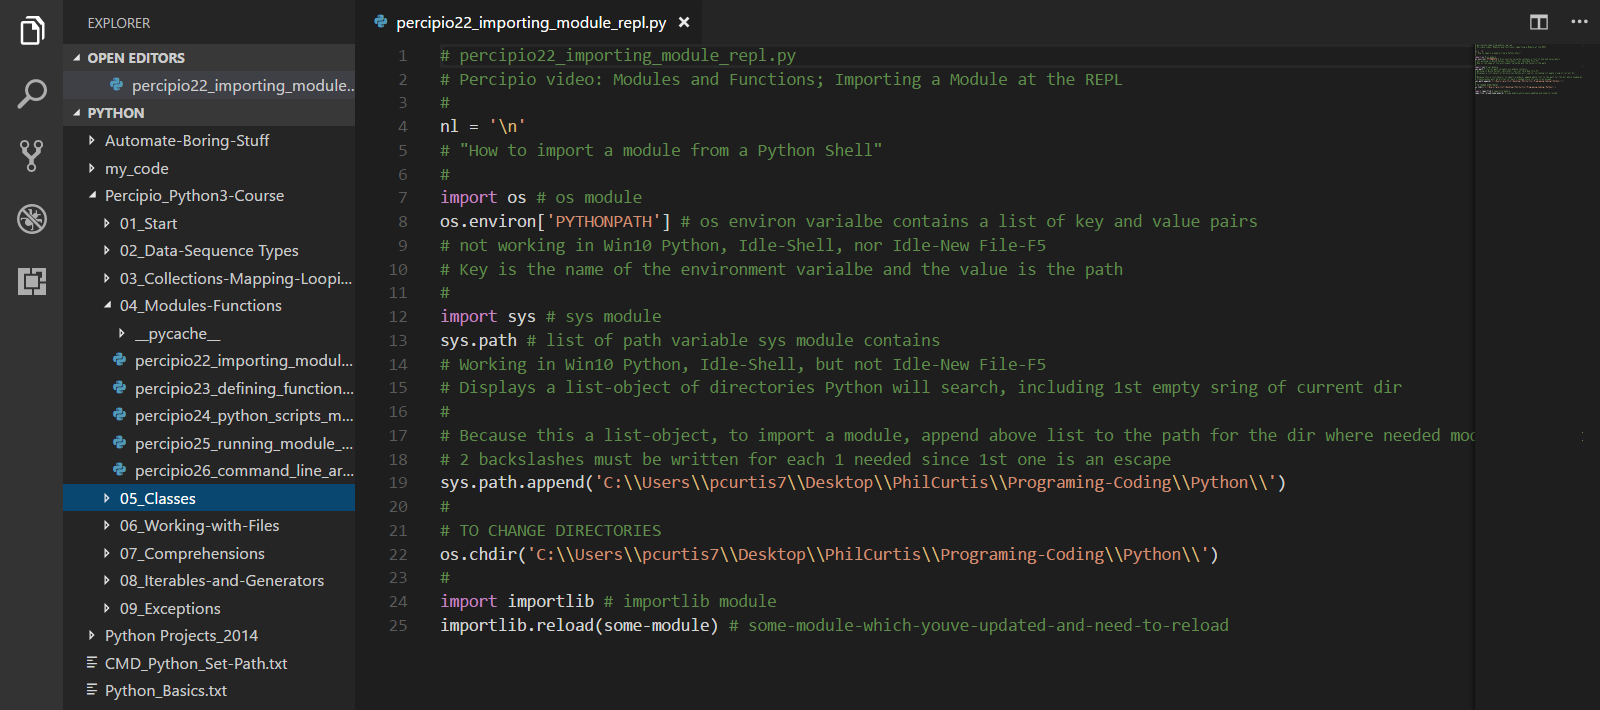 EXPLORER
OPEN EDITORS
percipio22_importing_module...
PYTHON
Automate-Boring-Stuff
my_code
Percipio_Python3-Course
01_Start
02_Data-Sequence Types
03_Collections-Mapping-Loopi...
04_Modules-Functions
__pycache__
percipio22_importing_modul...
percipio23_defining_function...
percipio24_python_scripts_m...
percipio25_running_module_...
percipio26_command_line_ar...
05_Classes
06_Working-with-Files
07_Comprehensions
08_Iterables-and-Generators
09_Exceptions
Python Projects_2014
CMD_Python_Set-Path.txt
Python_Basics.txt
percipio22_importing_module_repl.py
1 # percipio22_importing_module_repl.py
2 # Percipio video: Modules and Functions; Importing a Module at the REPL
3 #
4 nl = '\n'
5 # "How to import a module from a Python Shell"
6 #
7 import os # os module
8 os.environ['PYTHONPATH'] # os environ varialbe contains a list of key and value pairs
9 # not working in Win10 Python, Idle-Shell, nor Idle-New File-F5
10 # Key is the name of the environment varialbe and the value is the path
11 #
12 import sys # sys module
13 sys.path # list of path variable sys module contains
14 # Working in Win10 Python, Idle-Shell, but not Idle-New File-F5
15 # Displays a list-object of directories Python will search, including 1st empty sring of current dir
16 #
17 # Because this a list-object, to import a module, append above list to the path for the dir where needed mod
18 # 2 backslashes must be written for each 1 needed since 1st one is an escape
19 sys.path.append('C:\\Users\\pcurtis7\\Desktop\\PhilCurtis\\Programing-Coding\\Python\\')
20 #
21 # TO CHANGE DIRECTORIES
22 os.chdir('C:\\Users\\pcurtis7\\Desktop\\PhilCurtis\\Programing-Coding\\Python\\')
23 #
24 import importlib # importlib module
25 importlib.reload(some-module) # some-module-which-youve-updated-and-need-to-reload